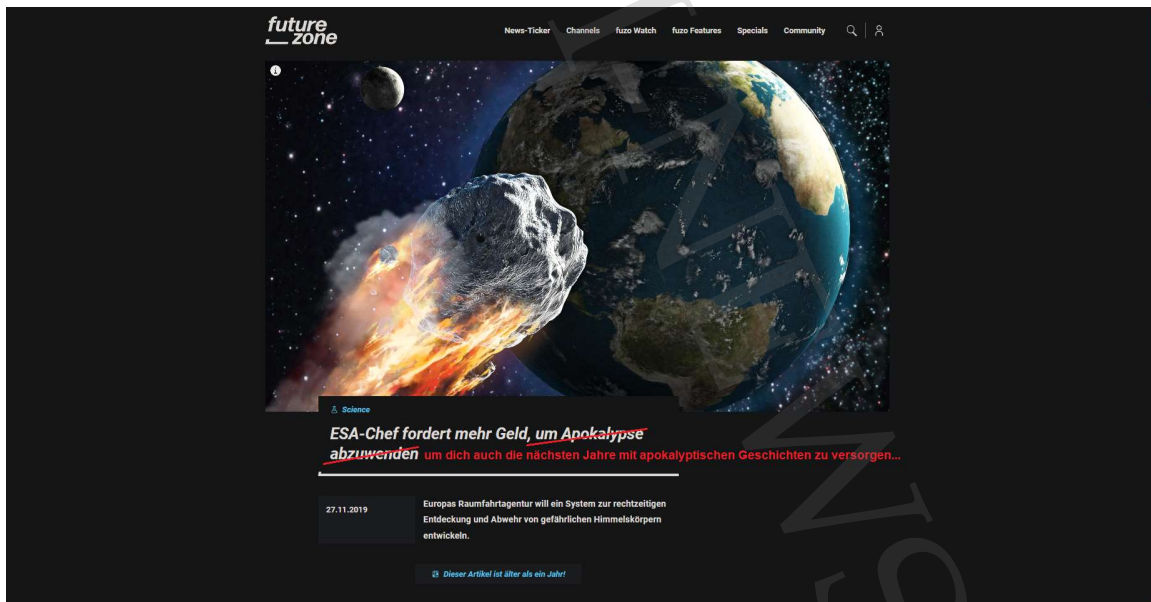 future
zone
News-Ticker Channels fuzo Watch fuzo Features Specials Community
Science
ESA-Chef fordert mehr Geld, um Apokalypse
abzuwenden um dich auch die nächsten Jahre mit apokalyptischen Geschichten zu versorgen...
27.11.2019
Europas Raumfahrtagentur will ein System zur rechtzeitigen
Entdeckung und Abwehr von gefährlichen Himmelskörpern
entwickeln.
Dieser Artikel ist älter als ein Jahr!